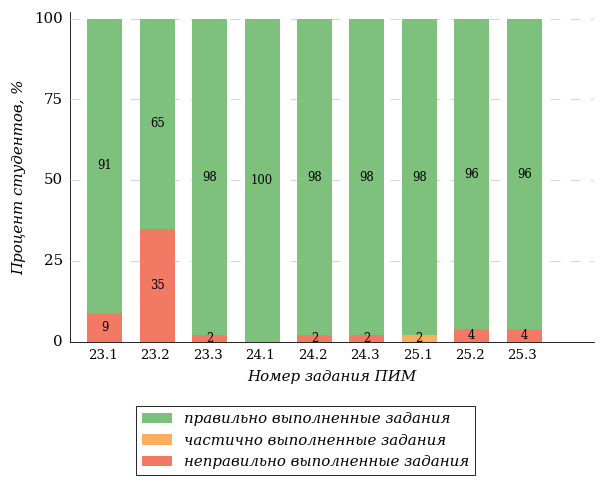 100
75
50
25
0
Процент студентов, %
91 65 98 100 98 98 98 96 96
9 35 2 2 2 2 4 4
23.1 23.2 23.3 24.1 24.2 24.3 25.1 25.2 25.3
Номер задания ПИМ
правильно выполненные задания
частично выполненные задания
неправильно выполненные задания